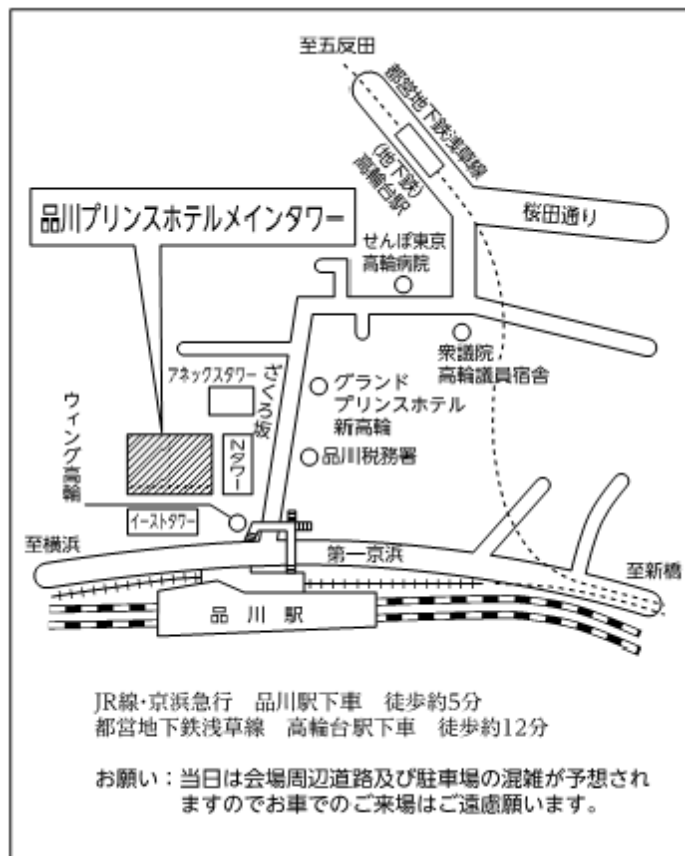 至五反田
都営地下鉄浅草線
(地下鉄)
高輪台駅
桜田通り
品川プリンスホテルメインタワー
せんぽ東京
高輪病院
衆議院
高輪議員宿舎
アネックスタワー
ざくろ坂
グランド
プリンスホテル
新高輪
ウィング高輪
Nタワー
品川税務署
イーストタワー
至横浜
第一京浜
至新橋
品川駅
JR線・京浜急行　品川駅下車　徒歩約5分
都営地下鉄浅草線　高輪台駅下車　徒歩約12分
お願い：当日は会場周辺道路及び駐車場の混雑が予想され
ますのでお車でのご来場はご遠慮願います。